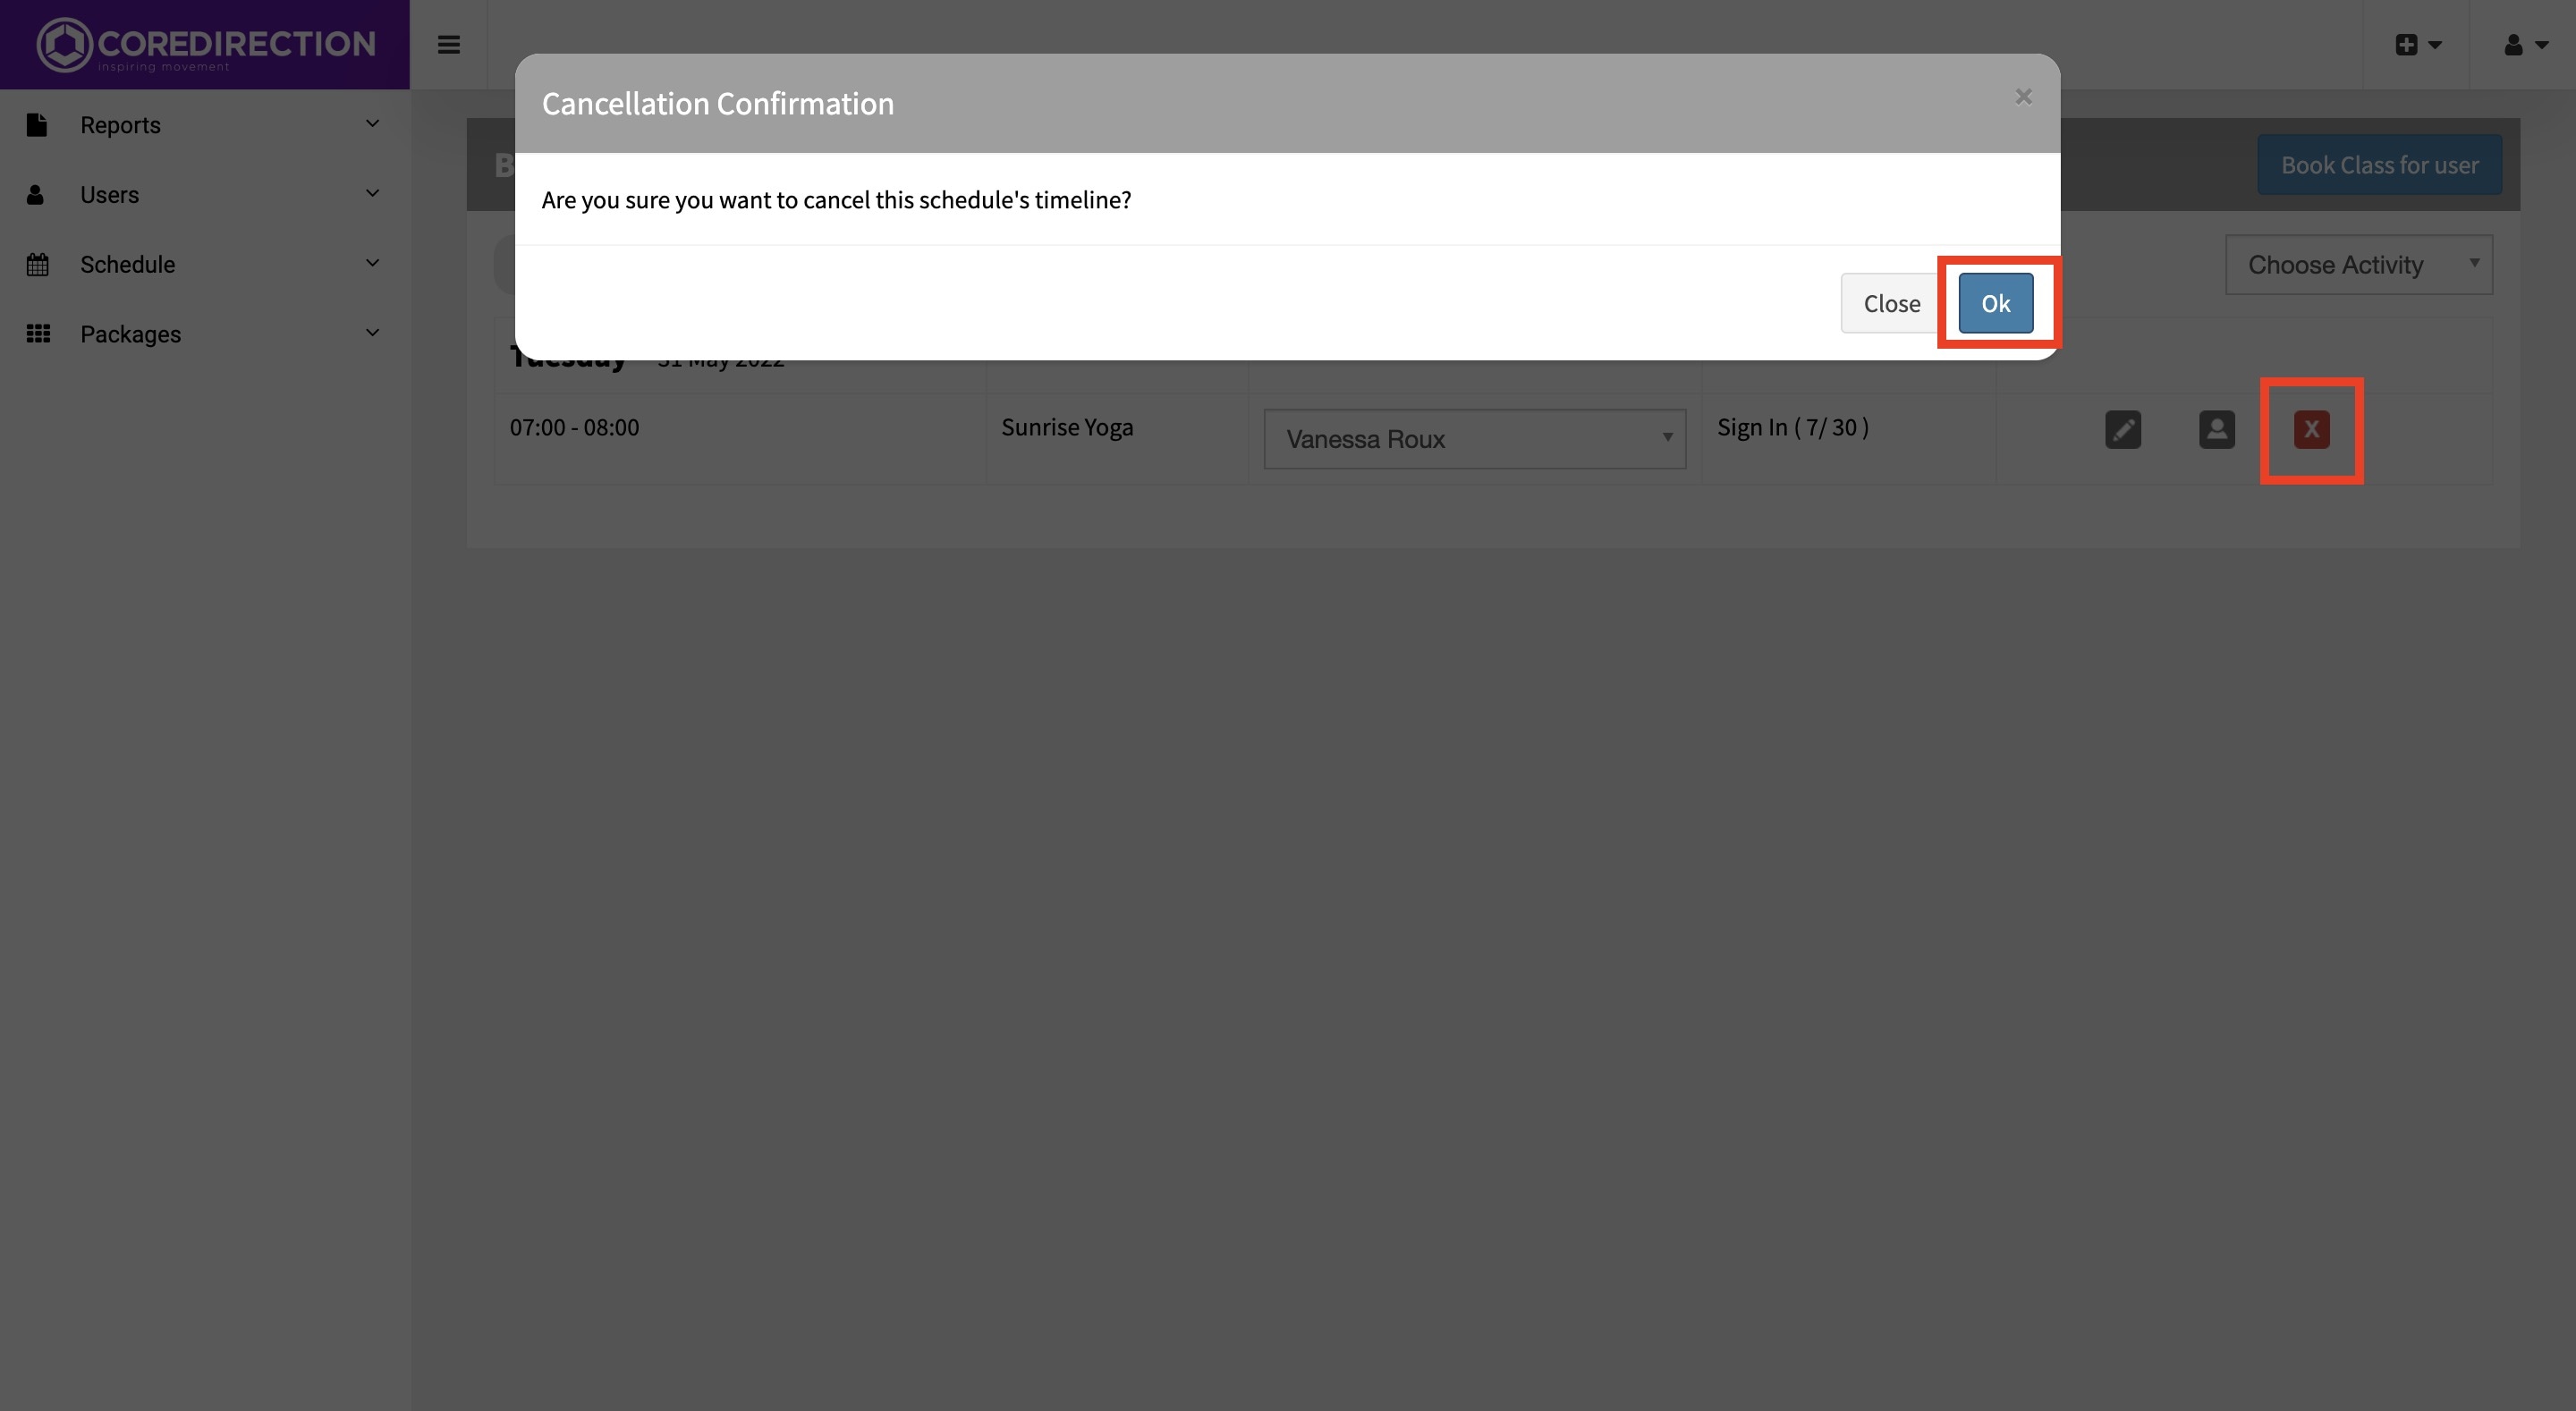 COREDIRECTION
inspiring movement
Reports
Users
Schedule
Packages
Cancellation Confirmation
×
Are you sure you want to cancel this schedule's timeline?
Close
Ok
B
Book Class for user
Choose Activity
Tuesday 31 May 2022
07:00 - 08:00
Sunrise Yoga
Vanessa Roux
Sign In ( 7/ 30 )
X